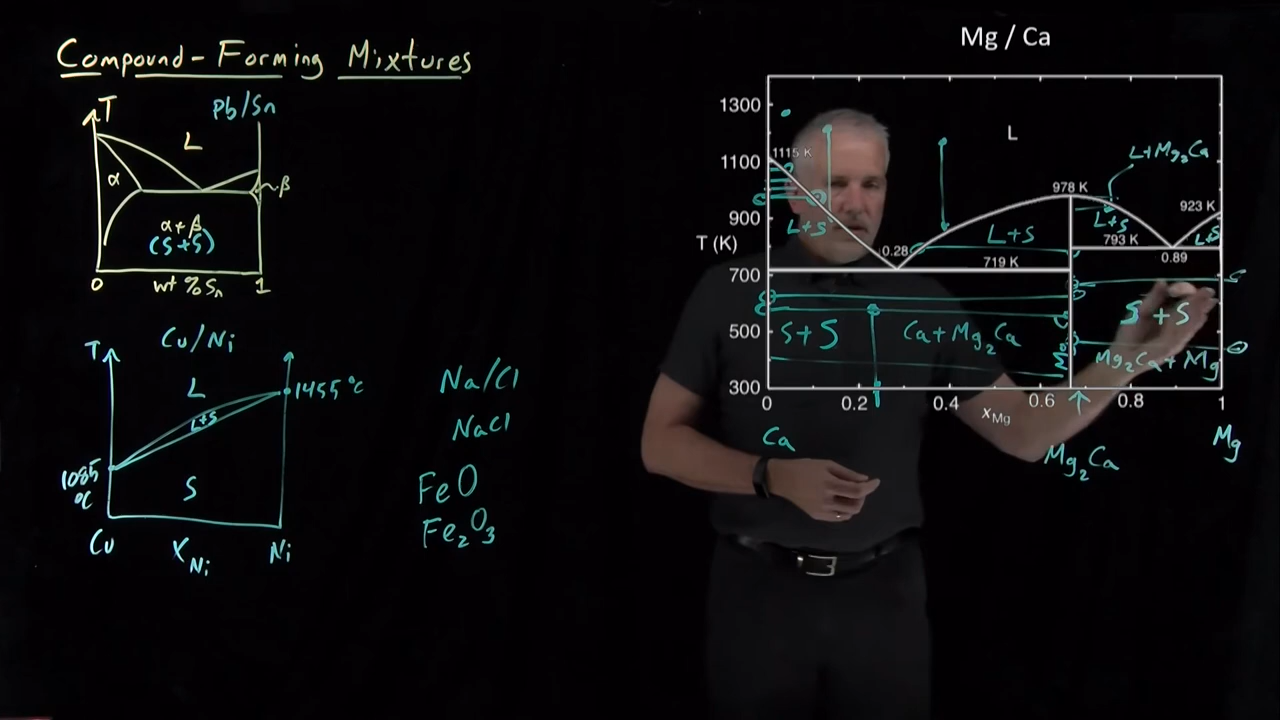 Compound-Forming Mixtures
T
Pb/Sn
L
α
β
α+β
(S+S)
0
wt % Sn
1
Cu/Ni
T
L
L+S
S
1455 °C
1085 °C
Cu
XNi
Ni
Na/Cl
NaCl
FeO
Fe2O3
Mg / Ca
1300
1100
900
T (K)
700
500
300
1115 K
L
L+Mg2Ca
978 K
923 K
L+S
L+S
L+S
L+S
793 K
0.28
719 K
0.89
S+S
Ca+Mg2Ca
S+S
Mg2Ca+Mg
0
0.2
0.4
xMg
0.6
0.8
1
Ca
Mg2Ca
Mg